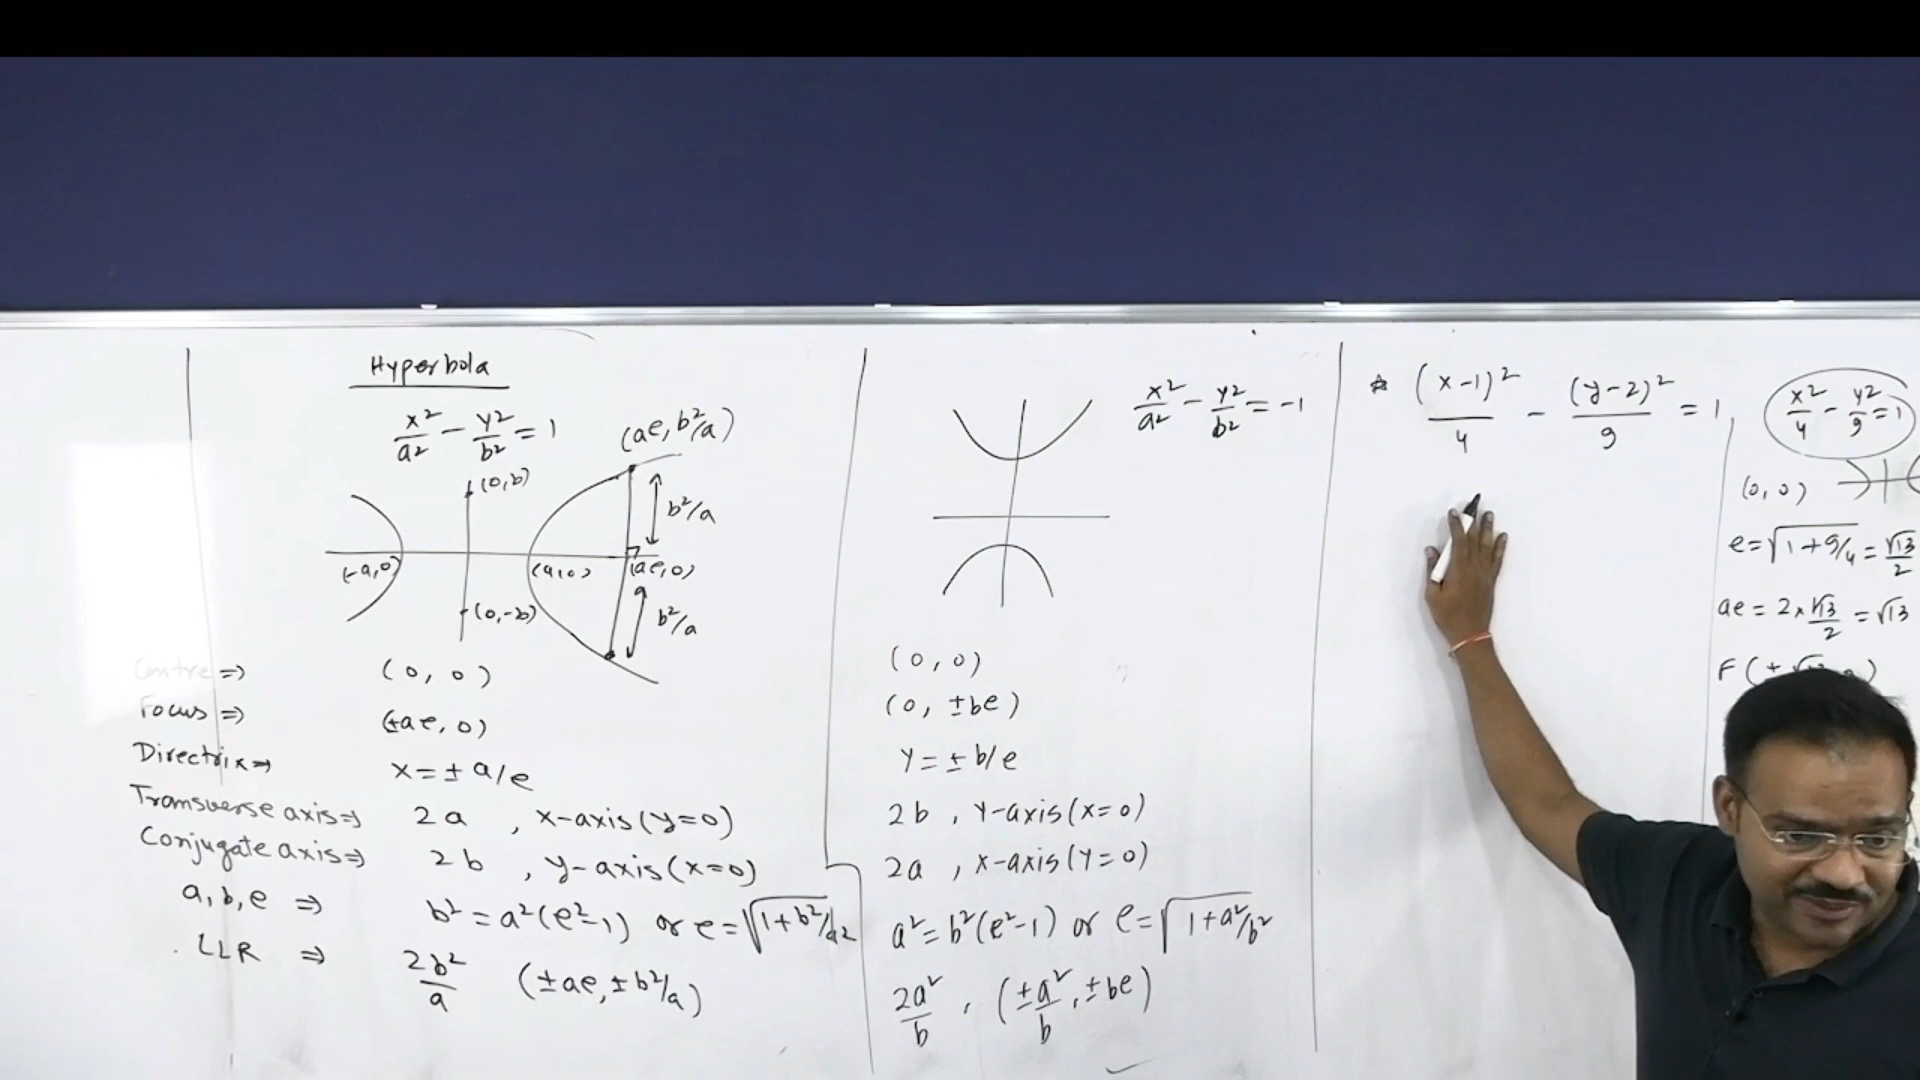 Hyperbola
x²/a² - y²/b² = 1
(ae, b²/a)
(0, b)
b²/a
(-a, 0)
(a, 0)
(ae, 0)
(0, -b)
b²/a
Centre ⇒ (0, 0)
Focus ⇒ (±ae, 0)
Directrix ⇒ x = ± a/e
Transverse axis ⇒ 2a , x-axis (y=0)
Conjugate axis ⇒ 2b , y-axis (x=0)
a, b, e ⇒ b² = a²(e²-1) or e = √(1+b²/a²)
LLR ⇒ 2b²/a (±ae, ±b²/a)
x²/a² - y²/b² = -1
(0, 0)
(0, ±be)
y = ± b/e
2b , y-axis (x=0)
2a , x-axis (y=0)
a² = b²(e²-1) or e = √(1+a²/b²)
2a²/b , (±a²/b, ±be)
☆ (x-1)²/4 - (y-2)²/9 = 1
x²/4 - y²/9 = 1
(0, 0)
e = √(1+9/4) = √13/2
ae = 2 × √13/2 = √13
F (±